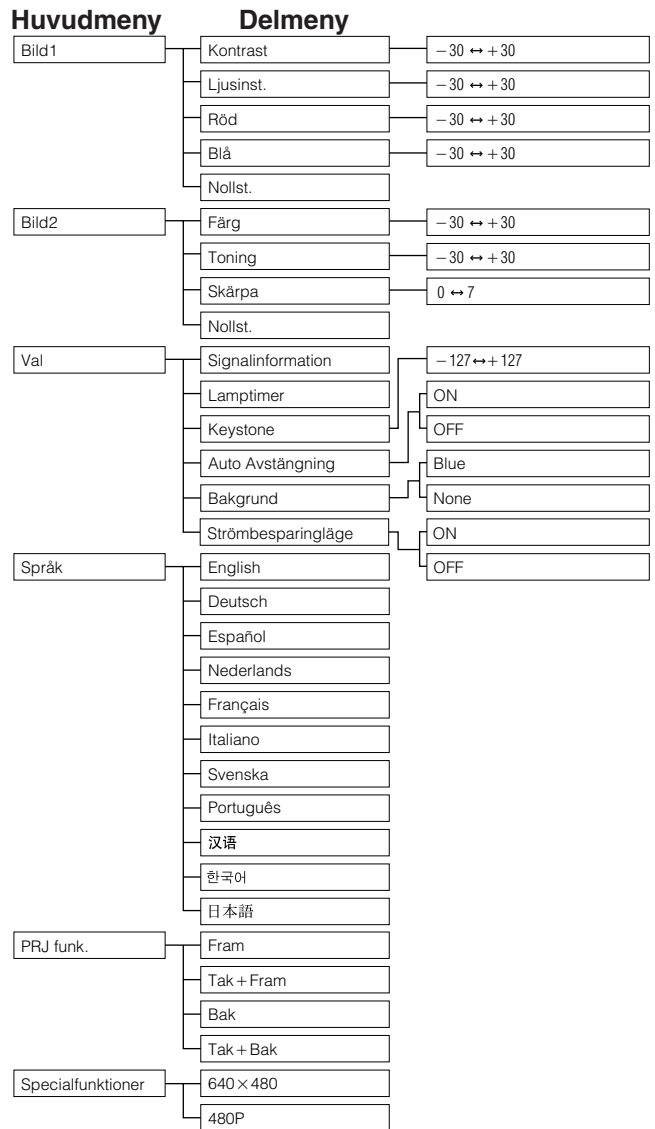 Huvudmeny Delmeny
Bild1 Kontrast −30 ↔ +30
Ljusinst. −30 ↔ +30
Röd −30 ↔ +30
Blå −30 ↔ +30
Nollst.
Bild2 Färg −30 ↔ +30
Toning −30 ↔ +30
Skärpa 0 ↔ 7
Nollst.
Val Signalinformation −127↔+127
Lamptimer ON
Keystone OFF
Auto Avstängning Blue
Bakgrund None
Strömbesparingläge ON
Språk English OFF
Deutsch
Español
Nederlands
Français
Italiano
Svenska
Português
汉语
한국어
日本語
PRJ funk. Fram
Tak+Fram
Bak
Tak+Bak
Specialfunktioner 640×480
480P